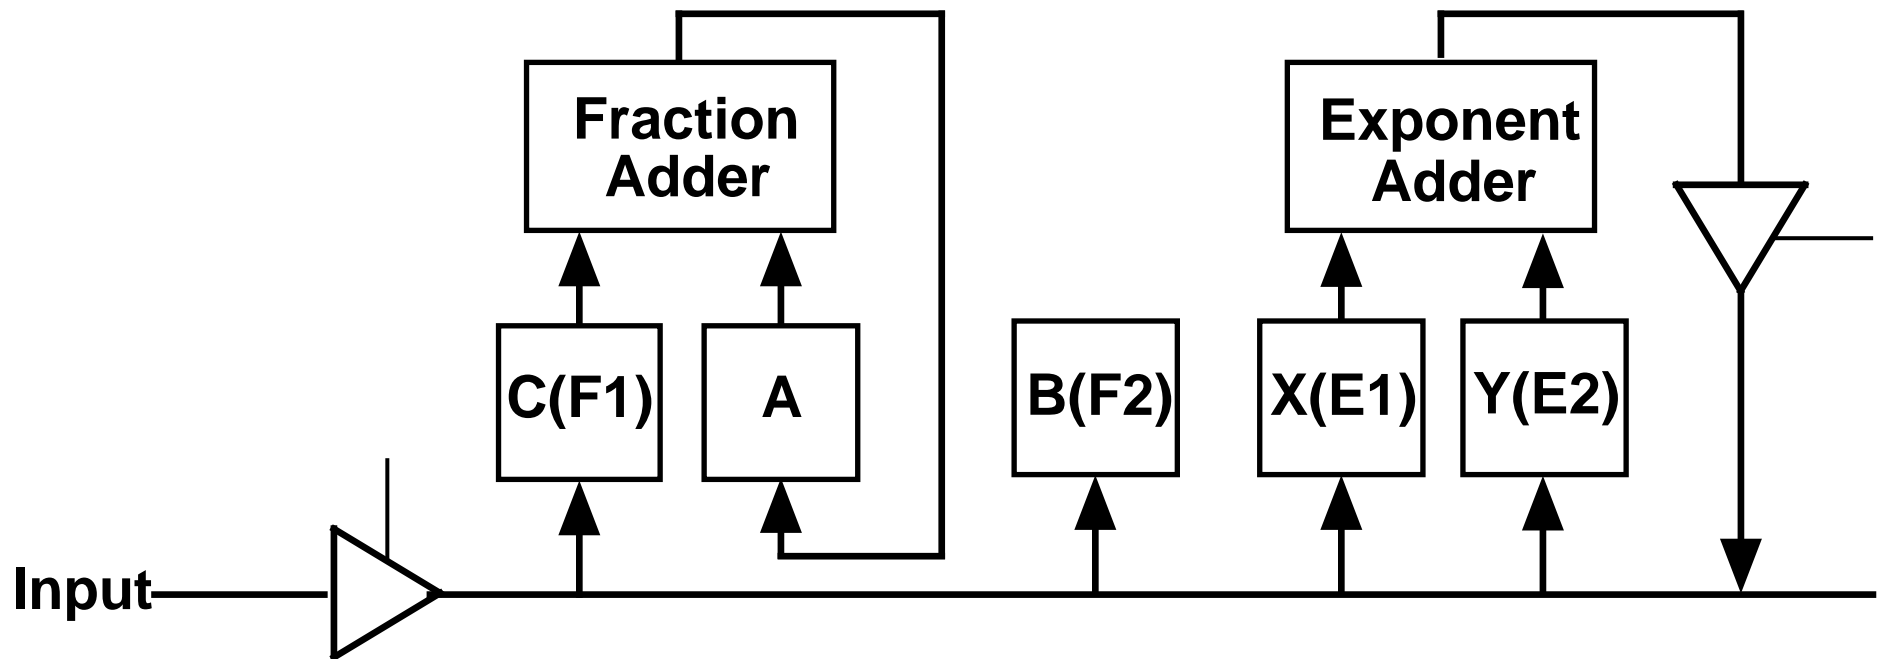 Fraction
Adder
Exponent
Adder
C(F1)
A
B(F2)
X(E1)
Y(E2)
Input